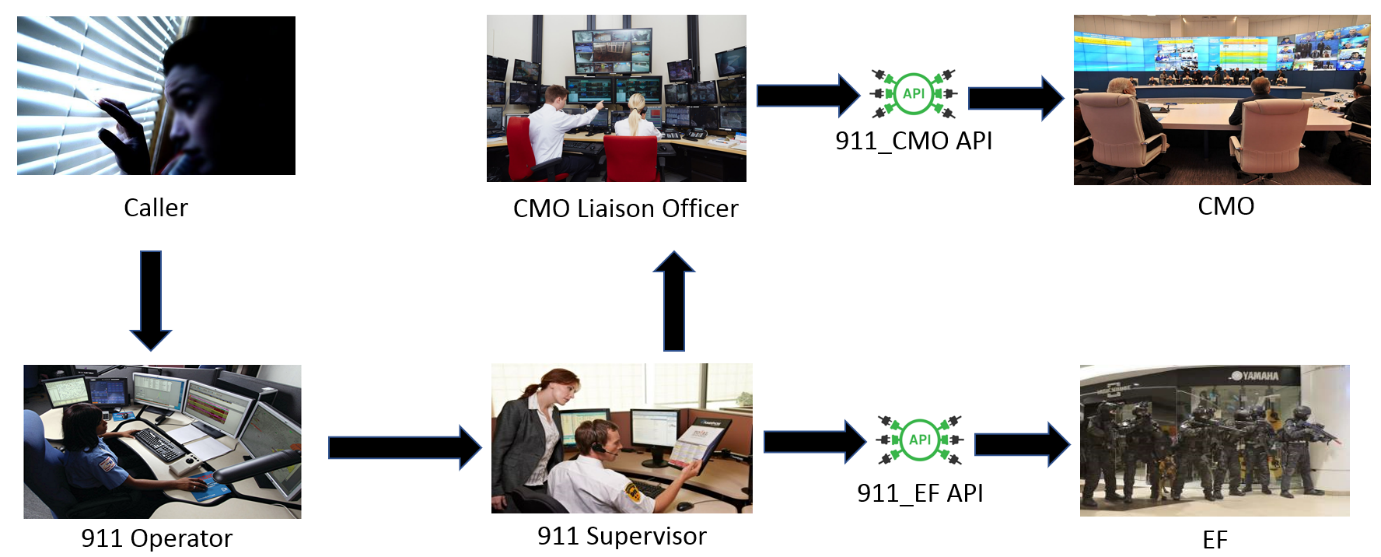 API
911_CMO API
Caller
CMO Liaison Officer
CMO
YAMAHA
API
911_EF API
911 Operator
911 Supervisor
EF